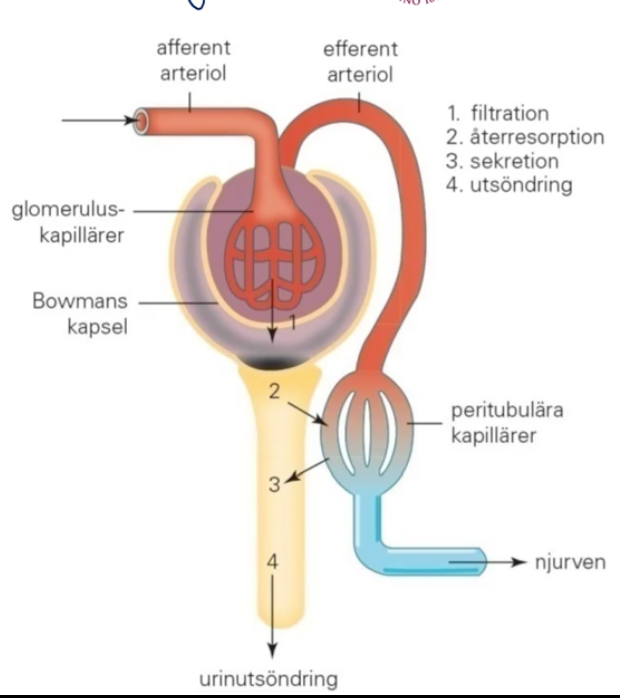 afferent
arteriol
efferent
arteriol
1. filtration
2. återresorption
3. sekretion
4. utsöndring
glomerulus-
kapillärer
Bowmans
kapsel
1
2
peritubulära
kapillärer
3
4
njurven
urinutsöndring